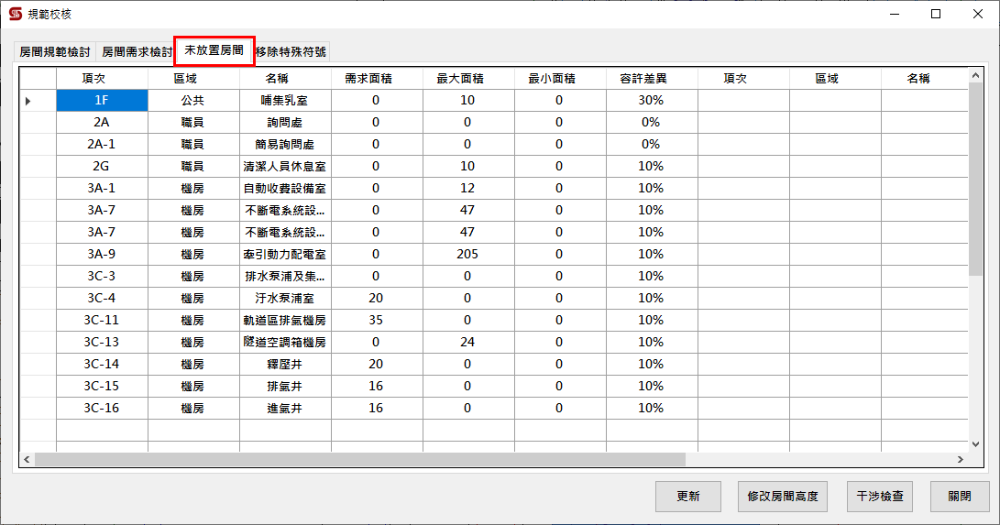 規範校核
房間規範檢討 房間需求檢討 未放置房間 移除特殊符號
項次 區域 名稱 需求面積 最大面積 最小面積 容許差異 項次 區域 名稱
1F 公共 哺集乳室 0 10 0 30%
2A 職員 詢問處 0 0 0 0%
2A-1 職員 簡易詢問處 0 0 0 0%
2G 職員 清潔人員休息室 0 10 0 10%
3A-1 機房 自動收費設備室 0 12 0 10%
3A-7 機房 不斷電系統設... 0 47 0 10%
3A-7 機房 不斷電系統設... 0 47 0 10%
3A-9 機房 牽引動力配電室 0 205 0 10%
3C-3 機房 排水泵浦及集... 0 0 0 10%
3C-4 機房 汙水泵浦室 20 0 0 10%
3C-11 機房 軌道區排氣機房 35 0 0 10%
3C-13 機房 隧道空調箱機房 0 24 0 10%
3C-14 機房 釋壓井 20 0 0 10%
3C-15 機房 排氣井 16 0 0 10%
3C-16 機房 進氣井 16 0 0 10%
更新 修改房間高度 干涉檢查 關閉